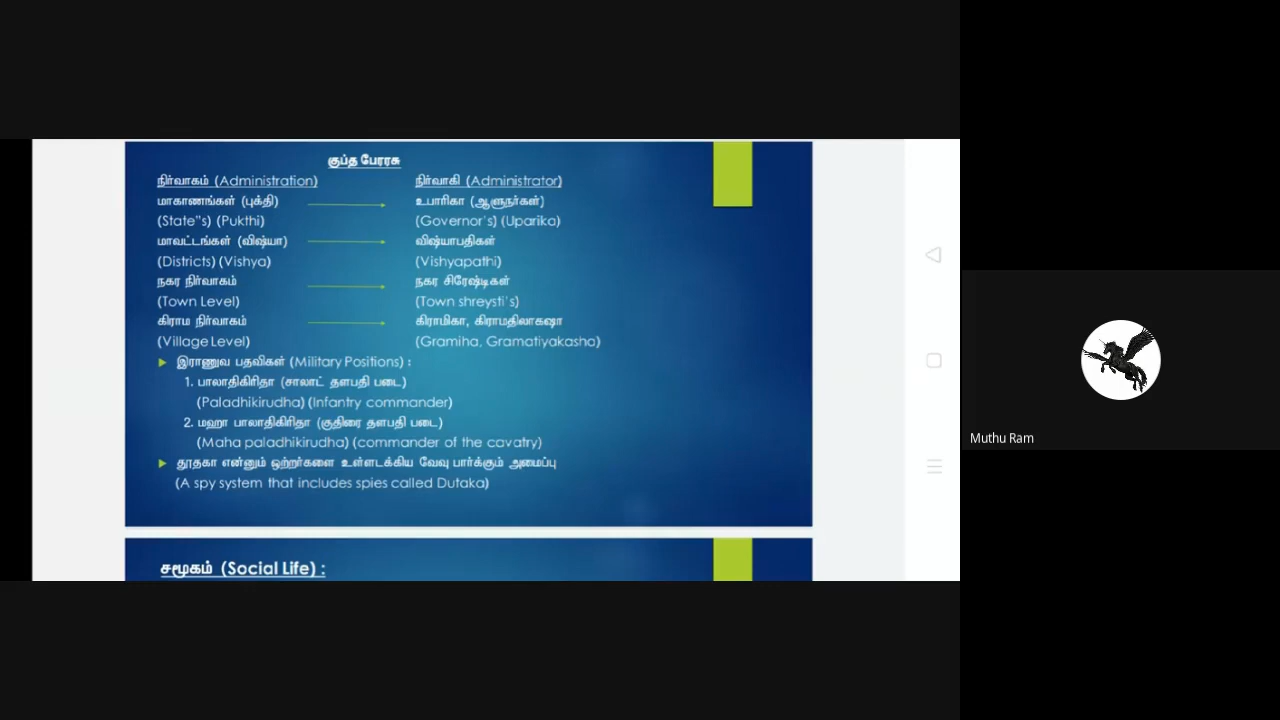 குப்த பேரரசு
நிர்வாகம் (Administration) நிர்வாகி (Administrator)
மாகாணங்கள் (புக்தி) உபாரிகா (ஆளுநர்கள்)
(State"s) (Pukthi) (Governor's) (Uparika)
மாவட்டங்கள் (விஷ்யா) விஷ்யாபதிகள்
(Districts) (Vishya) (Vishyapathi)
நகர நிர்வாகம் நகர சிரேஷ்டிகள்
(Town Level) (Town shreysti's)
கிராம நிர்வாகம் கிராமிகா, கிராமதிலாகஷா
(Village Level) (Gramiha, Gramatiyakasha)
இராணுவ பதவிகள் (Military Positions) :
1. பாலாதிகிரிதா (சாலாட் தளபதி படை)
(Paladhikirudha) (Infantry commander)
2. மஹா பாலாதிகிரிதா (குதிரை தளபதி படை)
(Maha paladhikirudha) (commander of the cavatry)
தூதகா என்னும் ஒற்றர்களை உள்ளடக்கிய வேவு பார்க்கும் அமைப்பு
(A spy system that includes spies called Dutaka)
சமூகம் (Social Life) :
Muthu Ram